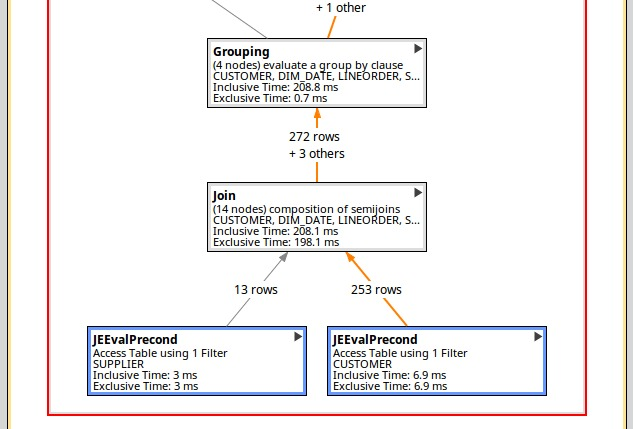 + 1 other
Grouping
(4 nodes) evaluate a group by clause
CUSTOMER, DIM_DATE, LINEORDER, S...
Inclusive Time: 208.8 ms
Exclusive Time: 0.7 ms
272 rows
+ 3 others
Join
(14 nodes) composition of semijoins
CUSTOMER, DIM_DATE, LINEORDER, S...
Inclusive Time: 208.1 ms
Exclusive Time: 198.1 ms
13 rows
253 rows
JEEvalPrecond
Access Table using 1 Filter
SUPPLIER
Inclusive Time: 3 ms
Exclusive Time: 3 ms
JEEvalPrecond
Access Table using 1 Filter
CUSTOMER
Inclusive Time: 6.9 ms
Exclusive Time: 6.9 ms